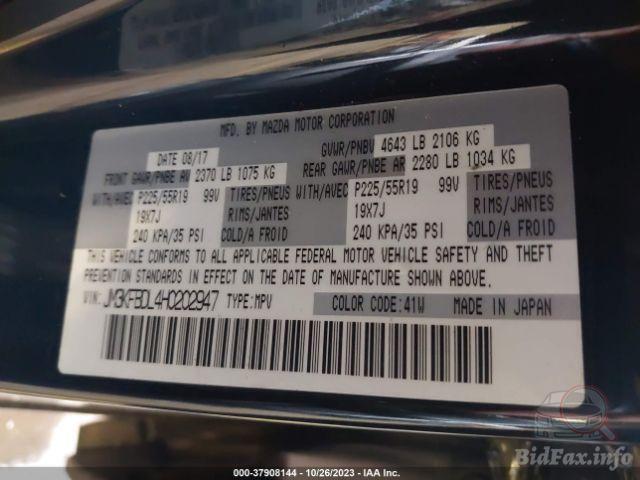 MFD. BY MAZDA MOTOR CORPORATION
DATE 08/17 GVWR/PNBV 4643 LB 2106 KG
FRONT GAWR/PNBE AV 2370 LB 1075 KG REAR GAWR/PNBE AR 2280 LB 1034 KG
WITH/AVEC P225/55R19 99V TIRES/PNEUS WITH/AVEC P225/55R19 99V TIRES/PNEUS
19X7J RIMS/JANTES 19X7J RIMS/JANTES
240 KPA/35 PSI COLD/A FROID 240 KPA/35 PSI COLD/A FROID
THIS VEHICLE CONFORMS TO ALL APPLICABLE FEDERAL MOTOR VEHICLE SAFETY AND THEFT
PREVENTION STANDARDS IN EFFECT ON THE DATE OF MANUFACTURE SHOWN ABOVE.
VIN: JM3KFBDL4H0202947 TYPE: MPV COLOR CODE: 41W MADE IN JAPAN
BidFax.info
000-37908144 - 10/26/2023 - IAA Inc.